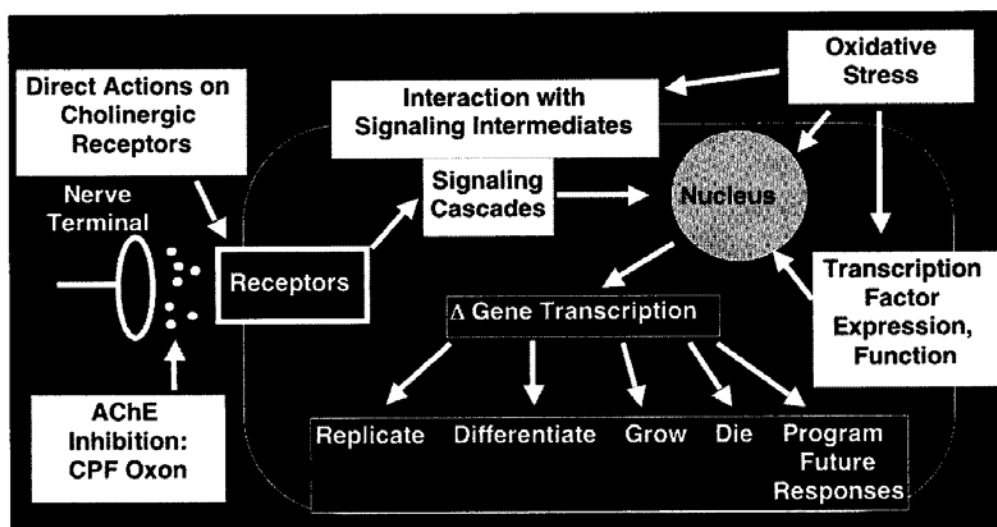 Oxidative
Stress
Direct Actions on
Cholinergic
Receptors
Interaction with
Signaling Intermediates
Signaling
Cascades
Nucleus
Nerve
Terminal
Receptors
Transcription
Factor
Expression,
Function
Δ Gene Transcription
AChE
Inhibition:
CPF Oxon
Replicate
Differentiate
Grow
Die
Program
Future
Responses